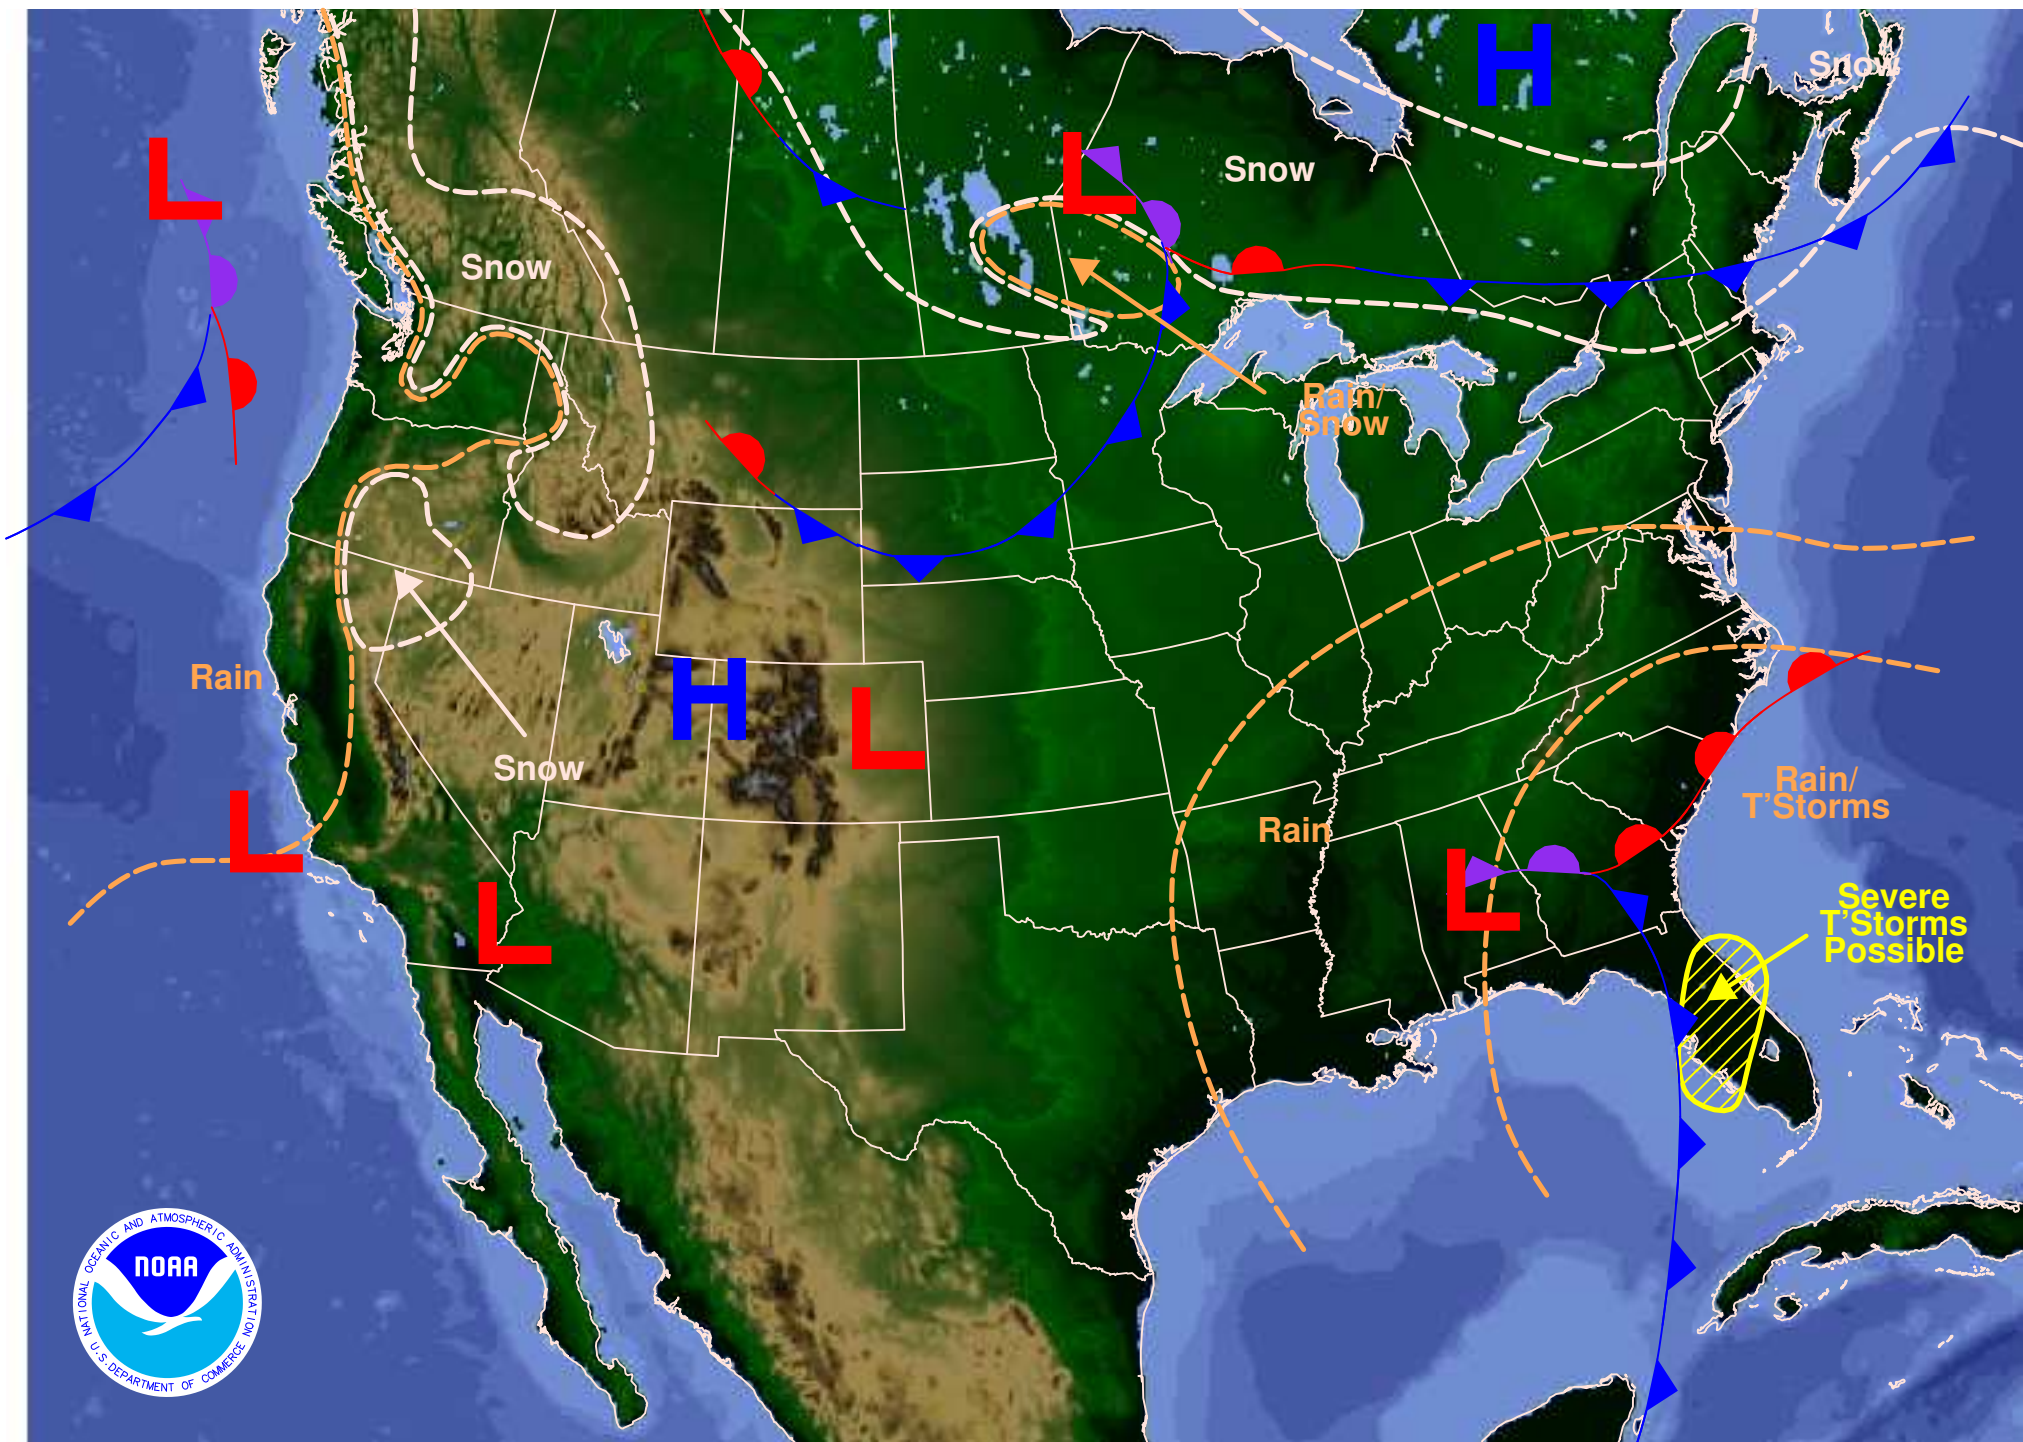 H
Snow
L
L
Snow
Snow
Rain/
Snow
Rain
H
L
Snow
Rain/
T'Storms
L
Rain
L
L
Severe
T'Storms
Possible
NATIONAL OCEANIC AND ATMOSPHERIC ADMINISTRATION
NOAA
U.S. DEPARTMENT OF COMMERCE